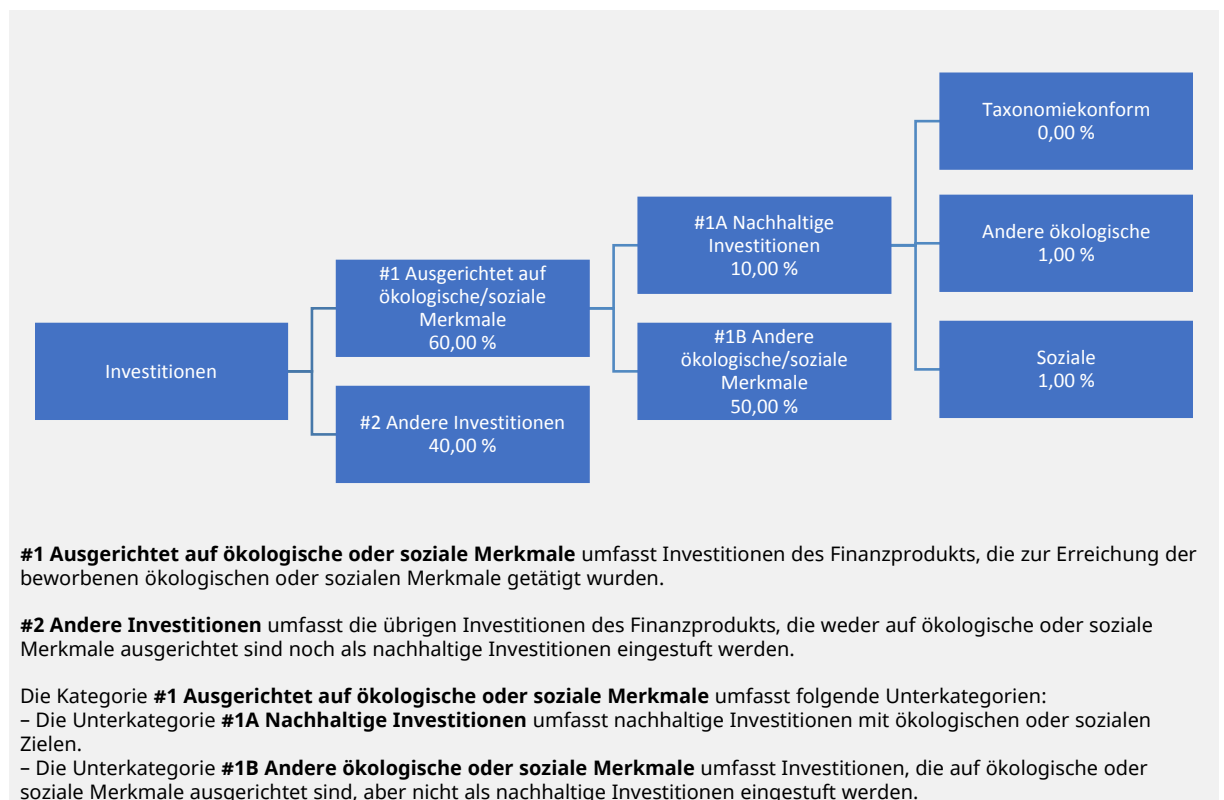 Investitionen
#1 Ausgerichtet auf
ökologische/soziale
Merkmale
60,00 %
#2 Andere Investitionen
40,00 %
#1A Nachhaltige
Investitionen
10,00 %
#1B Andere
ökologische/soziale
Merkmale
50,00 %
Taxonomiekonform
0,00 %
Andere ökologische
1,00 %
Soziale
1,00 %
#1 Ausgerichtet auf ökologische oder soziale Merkmale umfasst Investitionen des Finanzprodukts, die zur Erreichung der
beworbenen ökologischen oder sozialen Merkmale getätigt wurden.
#2 Andere Investitionen umfasst die übrigen Investitionen des Finanzprodukts, die weder auf ökologische oder soziale
Merkmale ausgerichtet sind noch als nachhaltige Investitionen eingestuft werden.
Die Kategorie #1 Ausgerichtet auf ökologische oder soziale Merkmale umfasst folgende Unterkategorien:
– Die Unterkategorie #1A Nachhaltige Investitionen umfasst nachhaltige Investitionen mit ökologischen oder sozialen
Zielen.
– Die Unterkategorie #1B Andere ökologische oder soziale Merkmale umfasst Investitionen, die auf ökologische oder
soziale Merkmale ausgerichtet sind, aber nicht als nachhaltige Investitionen eingestuft werden.